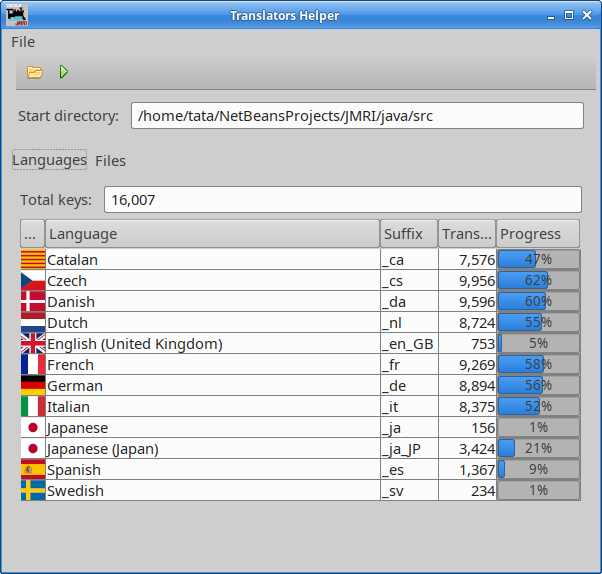 Translators Helper
File
Start directory: /home/tata/NetBeansProjects/JMRI/java/src
Languages Files
Total keys: 16,007
... Language Suffix Trans... Progress
Catalan _ca 7,576 47%
Czech _cs 9,956 62%
Danish _da 9,596 60%
Dutch _nl 8,724 55%
English (United Kingdom) _en_GB 753 5%
French _fr 9,269 58%
German _de 8,894 56%
Italian _it 8,375 52%
Japanese _ja 156 1%
Japanese (Japan) _ja_JP 3,424 21%
Spanish _es 1,367 9%
Swedish _sv 234 1%